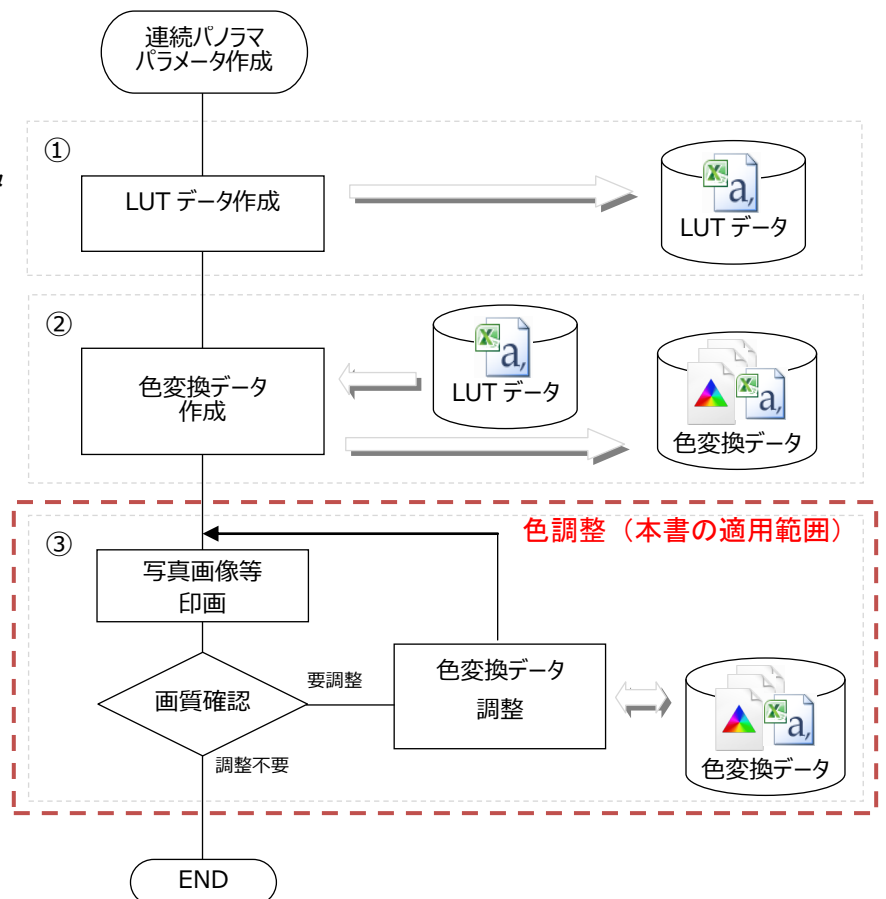 連続パノラマ
パラメータ作成
①
LUT データ作成
LUT データ
②
色変換データ
作成
LUT データ
色変換データ
色調整（本書の適用範囲）
③
写真画像等
印画
画質確認
要調整
調整不要
色変換データ
調整
色変換データ
END